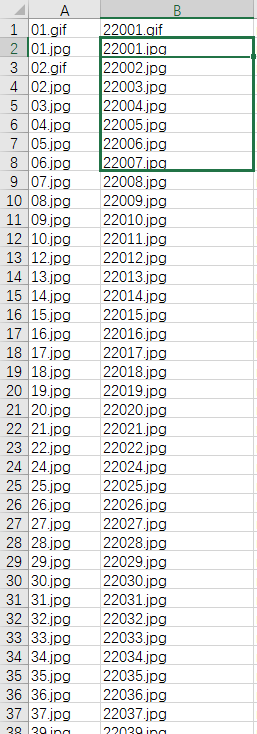 A B
1 01.gif 22001.gif
2 01.jpg 22001.jpg
3 02.gif 22002.jpg
4 02.jpg 22003.jpg
5 03.jpg 22004.jpg
6 04.jpg 22005.jpg
7 05.jpg 22006.jpg
8 06.jpg 22007.jpg
9 07.jpg 22008.jpg
10 08.jpg 22009.jpg
11 09.jpg 22010.jpg
12 10.jpg 22011.jpg
13 12.jpg 22012.jpg
14 13.jpg 22013.jpg
15 14.jpg 22014.jpg
16 15.jpg 22015.jpg
17 16.jpg 22016.jpg
18 17.jpg 22017.jpg
19 18.jpg 22018.jpg
20 19.jpg 22019.jpg
21 20.jpg 22020.jpg
22 21.jpg 22021.jpg
23 22.jpg 22022.jpg
24 24.jpg 22024.jpg
25 25.jpg 22025.jpg
26 26.jpg 22026.jpg
27 27.jpg 22027.jpg
28 28.jpg 22028.jpg
29 29.jpg 22029.jpg
30 30.jpg 22030.jpg
31 31.jpg 22031.jpg
32 32.jpg 22032.jpg
33 33.jpg 22033.jpg
34 34.jpg 22034.jpg
35 35.jpg 22035.jpg
36 36.jpg 22036.jpg
37 37.jpg 22037.jpg
38 39.jpg 22039.jpg